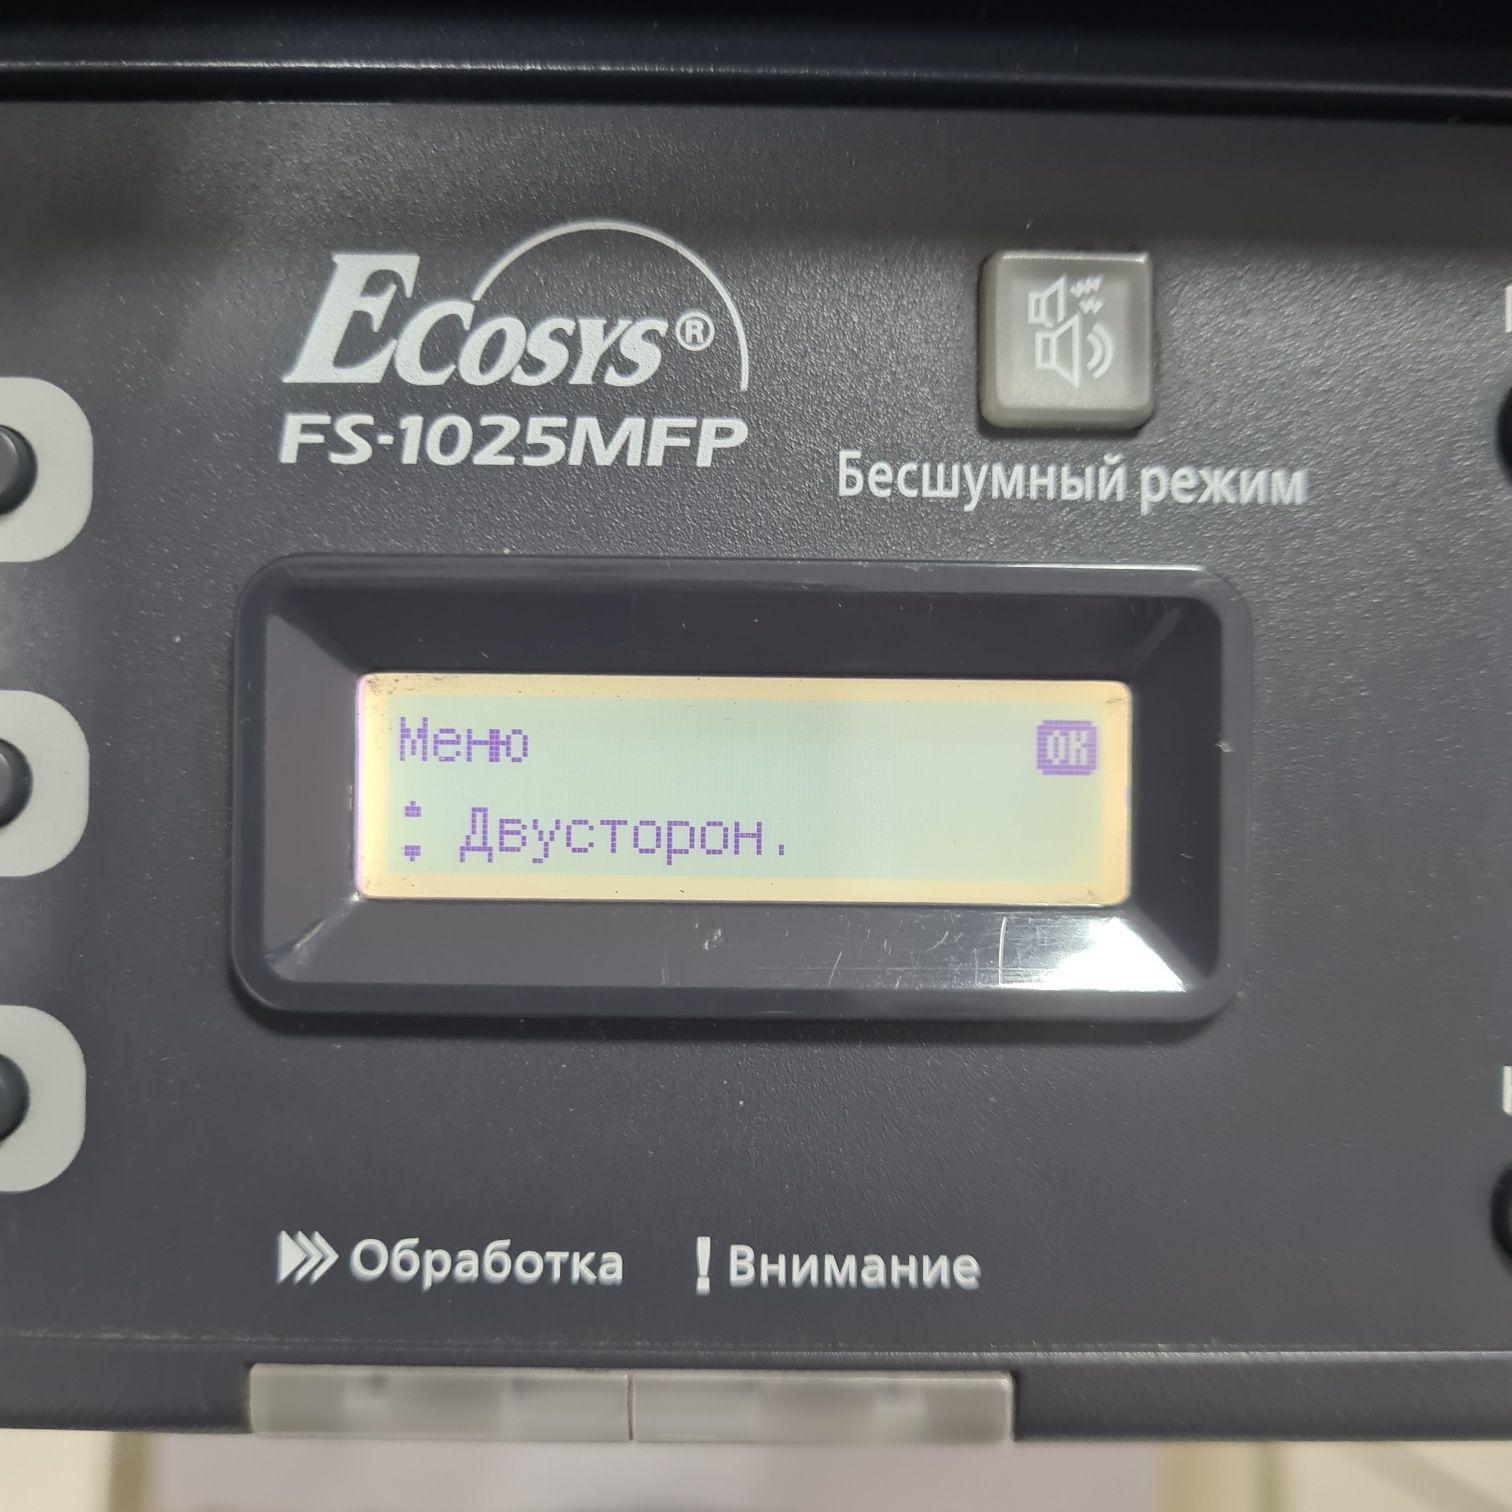 ECOSYS®
FS-1025MFP
Бесшумный режим
Меню OK
Двусторон.
Обработка ! Внимание